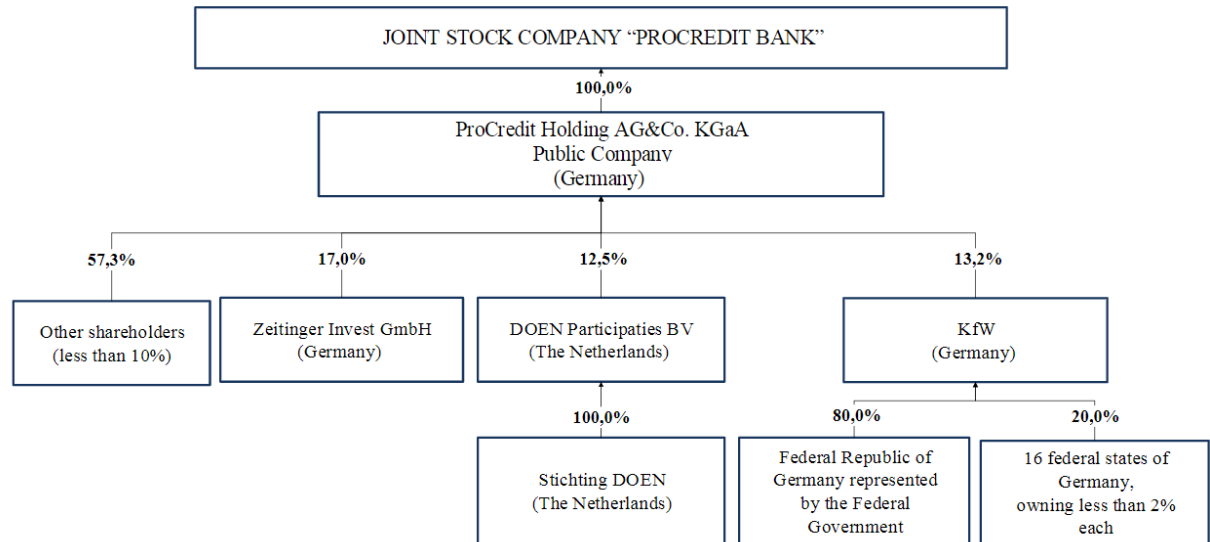 JOINT STOCK COMPANY “PROCREDIT BANK”
100,0%
ProCredit Holding AG&Co. KGaA
Public Company
(Germany)
57,3%
17,0%
12,5%
13,2%
Other shareholders
(less than 10%)
Zeitinger Invest GmbH
(Germany)
DOEN Participaties BV
(The Netherlands)
KfW
(Germany)
100,0%
80,0%
20,0%
Stichting DOEN
(The Netherlands)
Federal Republic of
Germany represented
by the Federal
Government
16 federal states of
Germany,
owning less than 2%
each